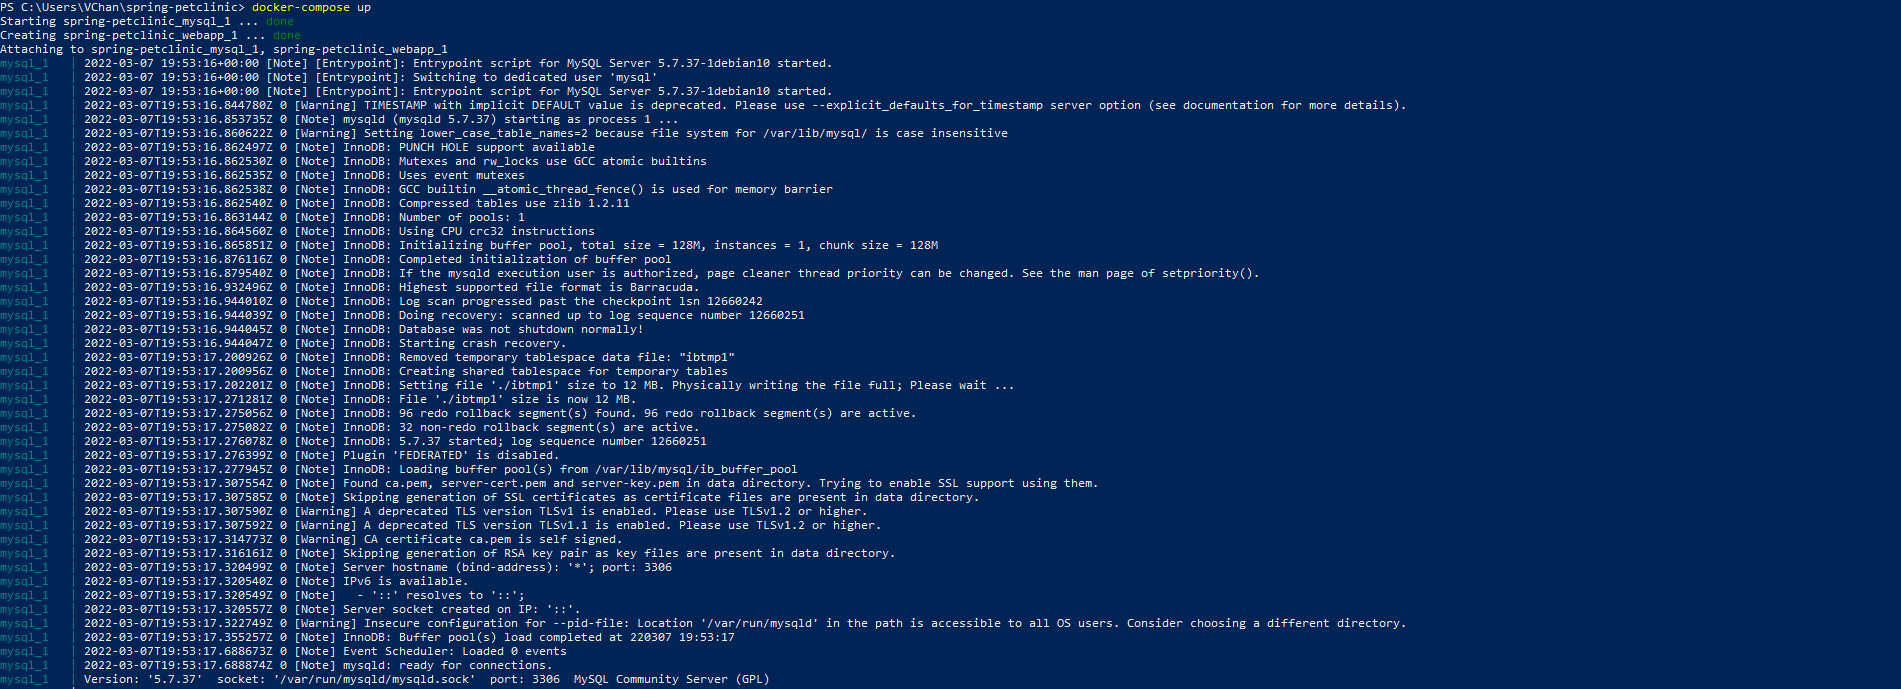 PS C:\Users\VChan\spring-petclinic> docker-compose up
Starting spring-petclinic_mysql_1 ... done
Creating spring-petclinic_webapp_1 ... done
Attaching to spring-petclinic_mysql_1, spring-petclinic_webapp_1
mysql_1   | 2022-03-07 19:53:16+00:00 [Note] [Entrypoint]: Entrypoint script for MySQL Server 5.7.37-1debian10 started.
mysql_1   | 2022-03-07 19:53:16+00:00 [Note] [Entrypoint]: Switching to dedicated user 'mysql'
mysql_1   | 2022-03-07 19:53:16+00:00 [Note] [Entrypoint]: Entrypoint script for MySQL Server 5.7.37-1debian10 started.
mysql_1   | 2022-03-07T19:53:16.844780Z 0 [Warning] TIMESTAMP with implicit DEFAULT value is deprecated. Please use --explicit_defaults_for_timestamp server option (see documentation for more details).
mysql_1   | 2022-03-07T19:53:16.853735Z 0 [Note] mysqld (mysqld 5.7.37) starting as process 1 ...
mysql_1   | 2022-03-07T19:53:16.860622Z 0 [Warning] Setting lower_case_table_names=2 because file system for /var/lib/mysql/ is case insensitive
mysql_1   | 2022-03-07T19:53:16.862497Z 0 [Note] InnoDB: PUNCH HOLE support available
mysql_1   | 2022-03-07T19:53:16.862530Z 0 [Note] InnoDB: Mutexes and rw_locks use GCC atomic builtins
mysql_1   | 2022-03-07T19:53:16.862535Z 0 [Note] InnoDB: Uses event mutexes
mysql_1   | 2022-03-07T19:53:16.862538Z 0 [Note] InnoDB: GCC builtin __atomic_thread_fence() is used for memory barrier
mysql_1   | 2022-03-07T19:53:16.862540Z 0 [Note] InnoDB: Compressed tables use zlib 1.2.11
mysql_1   | 2022-03-07T19:53:16.863144Z 0 [Note] InnoDB: Number of pools: 1
mysql_1   | 2022-03-07T19:53:16.864560Z 0 [Note] InnoDB: Using CPU crc32 instructions
mysql_1   | 2022-03-07T19:53:16.865851Z 0 [Note] InnoDB: Initializing buffer pool, total size = 128M, instances = 1, chunk size = 128M
mysql_1   | 2022-03-07T19:53:16.876116Z 0 [Note] InnoDB: Completed initialization of buffer pool
mysql_1   | 2022-03-07T19:53:16.879540Z 0 [Note] InnoDB: If the mysqld execution user is authorized, page cleaner thread priority can be changed. See the man page of setpriority().
mysql_1   | 2022-03-07T19:53:16.932496Z 0 [Note] InnoDB: Highest supported file format is Barracuda.
mysql_1   | 2022-03-07T19:53:16.944010Z 0 [Note] InnoDB: Log scan progressed past the checkpoint lsn 12660242
mysql_1   | 2022-03-07T19:53:16.944039Z 0 [Note] InnoDB: Doing recovery: scanned up to log sequence number 12660251
mysql_1   | 2022-03-07T19:53:16.944045Z 0 [Note] InnoDB: Database was not shutdown normally!
mysql_1   | 2022-03-07T19:53:16.944047Z 0 [Note] InnoDB: Starting crash recovery.
mysql_1   | 2022-03-07T19:53:17.200926Z 0 [Note] InnoDB: Removed temporary tablespace data file: "ibtmp1"
mysql_1   | 2022-03-07T19:53:17.200956Z 0 [Note] InnoDB: Creating shared tablespace for temporary tables
mysql_1   | 2022-03-07T19:53:17.202201Z 0 [Note] InnoDB: Setting file './ibtmp1' size to 12 MB. Physically writing the file full; Please wait ...
mysql_1   | 2022-03-07T19:53:17.271281Z 0 [Note] InnoDB: File './ibtmp1' size is now 12 MB.
mysql_1   | 2022-03-07T19:53:17.275056Z 0 [Note] InnoDB: 96 redo rollback segment(s) found. 96 redo rollback segment(s) are active.
mysql_1   | 2022-03-07T19:53:17.275082Z 0 [Note] InnoDB: 32 non-redo rollback segment(s) are active.
mysql_1   | 2022-03-07T19:53:17.276078Z 0 [Note] InnoDB: 5.7.37 started; log sequence number 12660251
mysql_1   | 2022-03-07T19:53:17.276399Z 0 [Note] Plugin 'FEDERATED' is disabled.
mysql_1   | 2022-03-07T19:53:17.277945Z 0 [Note] InnoDB: Loading buffer pool(s) from /var/lib/mysql/ib_buffer_pool
mysql_1   | 2022-03-07T19:53:17.307554Z 0 [Note] Found ca.pem, server-cert.pem and server-key.pem in data directory. Trying to enable SSL support using them.
mysql_1   | 2022-03-07T19:53:17.307585Z 0 [Note] Skipping generation of SSL certificates as certificate files are present in data directory.
mysql_1   | 2022-03-07T19:53:17.307590Z 0 [Warning] A deprecated TLS version TLSv1 is enabled. Please use TLSv1.2 or higher.
mysql_1   | 2022-03-07T19:53:17.307592Z 0 [Warning] A deprecated TLS version TLSv1.1 is enabled. Please use TLSv1.2 or higher.
mysql_1   | 2022-03-07T19:53:17.314773Z 0 [Warning] CA certificate ca.pem is self signed.
mysql_1   | 2022-03-07T19:53:17.316161Z 0 [Note] Skipping generation of RSA key pair as key files are present in data directory.
mysql_1   | 2022-03-07T19:53:17.320499Z 0 [Note] Server hostname (bind-address): '*'; port: 3306
mysql_1   | 2022-03-07T19:53:17.320540Z 0 [Note] IPv6 is available.
mysql_1   | 2022-03-07T19:53:17.320549Z 0 [Note]   - '::' resolves to '::';
mysql_1   | 2022-03-07T19:53:17.320557Z 0 [Note] Server socket created on IP: '::'.
mysql_1   | 2022-03-07T19:53:17.322749Z 0 [Warning] Insecure configuration for --pid-file: Location '/var/run/mysqld' in the path is accessible to all OS users. Consider choosing a different directory.
mysql_1   | 2022-03-07T19:53:17.355257Z 0 [Note] InnoDB: Buffer pool(s) load completed at 220307 19:53:17
mysql_1   | 2022-03-07T19:53:17.688673Z 0 [Note] Event Scheduler: Loaded 0 events
mysql_1   | 2022-03-07T19:53:17.688874Z 0 [Note] mysqld: ready for connections.
mysql_1   | Version: '5.7.37'  socket: '/var/run/mysqld/mysqld.sock'  port: 3306  MySQL Community Server (GPL)